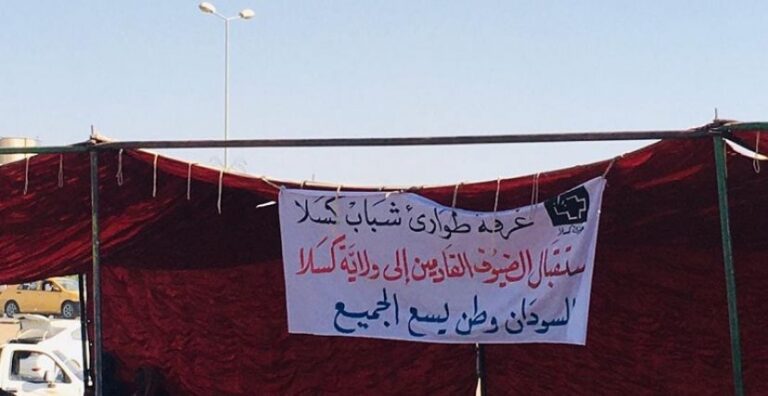 غرفة طوارئ شباب كسلا
ستقبال الضيوف القادمين إلى ولاية كسلا
السودان وطن يسع الجميع